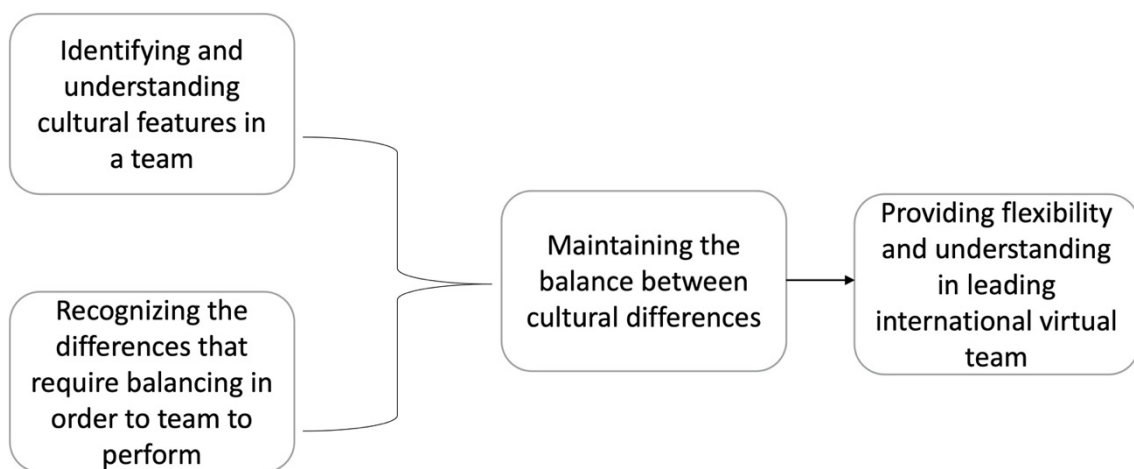 Identifying and
understanding
cultural features in
a team
Recognizing the
differences that
require balancing in
order to team to
perform
Maintaining the
balance between
cultural differences
Providing flexibility
and understanding
in leading
international virtual
team